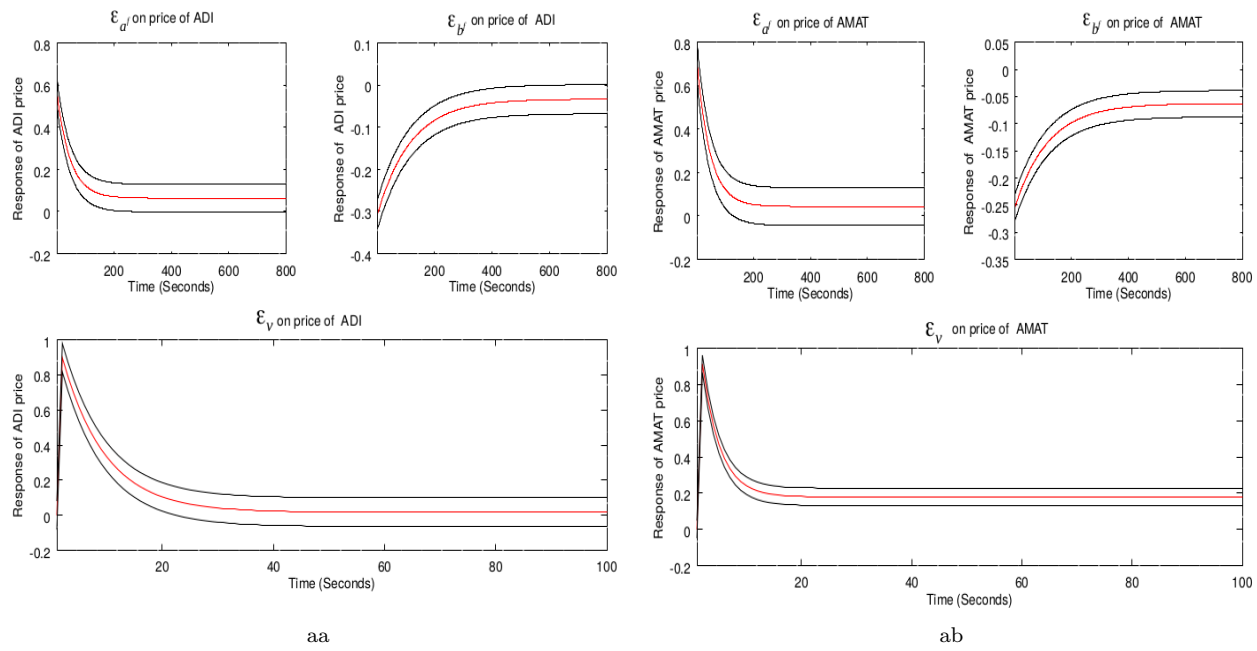 ε_a′ on price of ADI
Response of ADI price
0.8
0.6
0.4
0.2
0
-0.2
200 400 600 800
Time (Seconds)
ε_b′ on price of ADI
Response of ADI price
0.1
0
-0.1
-0.2
-0.3
0.4
200 400 600 800
Time (Seconds)
ε_v on price of ADI
Response of ADI price
1
0.8
0.6
0.4
0.2
0
-0.2
20 40 60 80 100
Time (Seconds)
aa
ε_a′ on price of AMAT
Response of AMAT price
0.8
0.6
0.4
0.2
0
-0.2
200 400 600 800
Time (Seconds)
ε_b′ on price of AMAT
Response of AMAT price
0.05
0
-0.05
-0.1
-0.15
-0.2
-0.25
-0.3
-0.35
200 400 600 800
Time (Seconds)
ε_v on price of AMAT
Response of AMAT price
1
0.8
0.6
0.4
0.2
0
-0.2
20 40 60 80 100
Time (Seconds)
ab